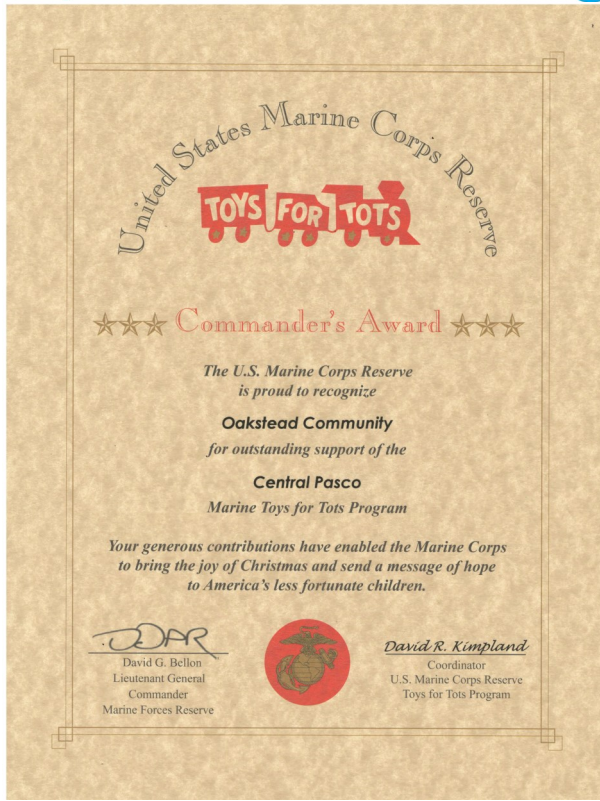 United States Marine Corps Reserve
TOYS FOR TOTS
Commander's Award
The U.S. Marine Corps Reserve
is proud to recognize
Oakstead Community
for outstanding support of the
Central Pasco
Marine Toys for Tots Program
Your generous contributions have enabled the Marine Corps
to bring the joy of Christmas and send a message of hope
to America's less fortunate children.
David G. Bellon
Lieutenant General
Commander
Marine Forces Reserve
David R. Kimpland
Coordinator
U.S. Marine Corps Reserve
Toys for Tots Program